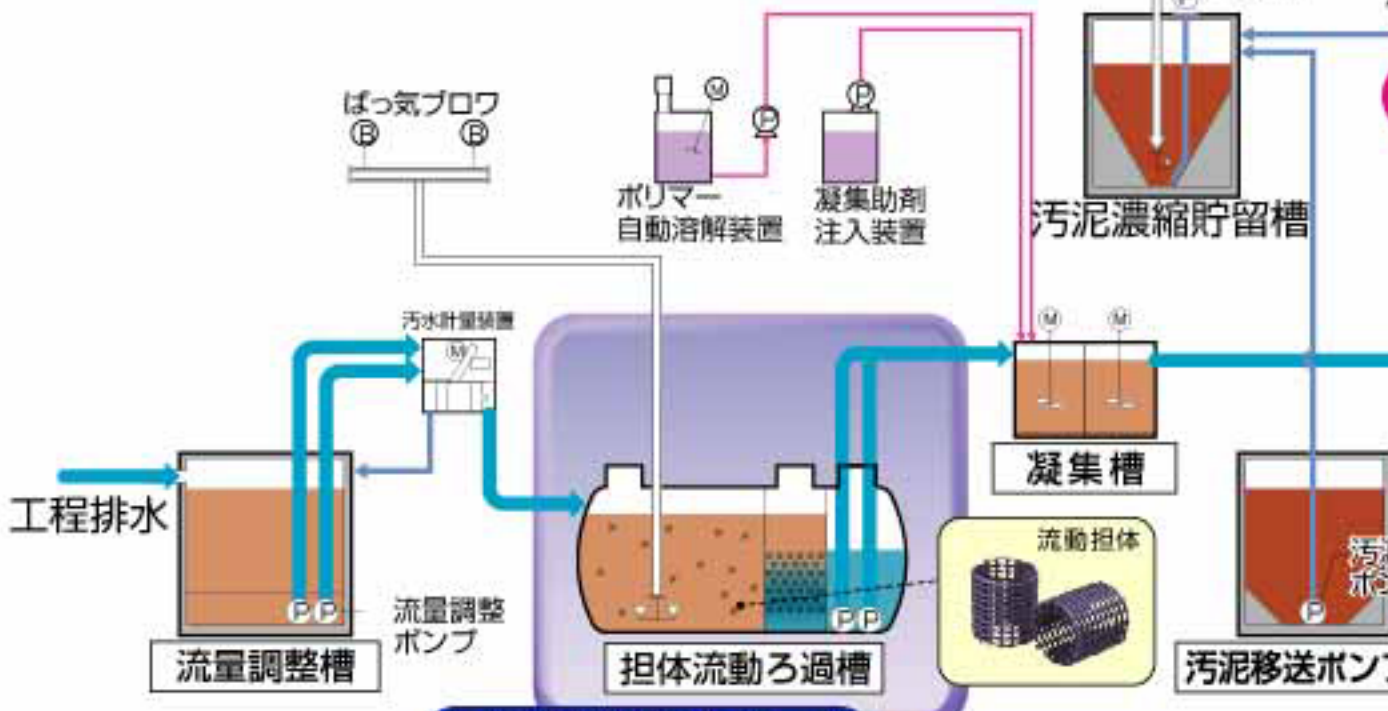 P
ばっ気ブロワ
B
B
M
P
P
ポリマー
自動溶解装置
凝集助剤
注入装置
汚泥濃縮貯留槽
汚水計量装置
M
M
M
工程排水
凝集槽
流動担体
P P
流量調整
ポンプ
P P
P
流量調整槽
担体流動ろ過槽
汚泥移送ポンプ